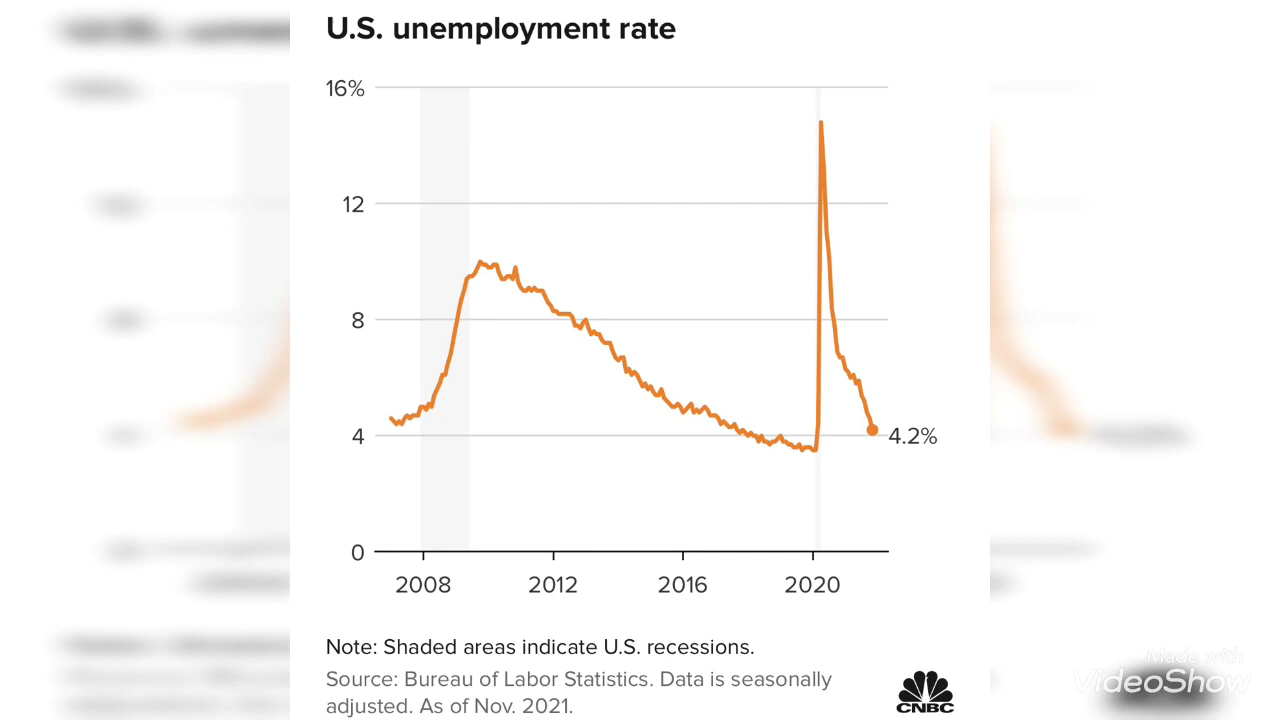 U.S. unemployment rate
16%
12
8
4
4.2%
0
2008 2012 2016 2020
Note: Shaded areas indicate U.S. recessions.
Source: Bureau of Labor Statistics. Data is seasonally
adjusted. As of Nov. 2021.
CNBC
Made with
VideoShow